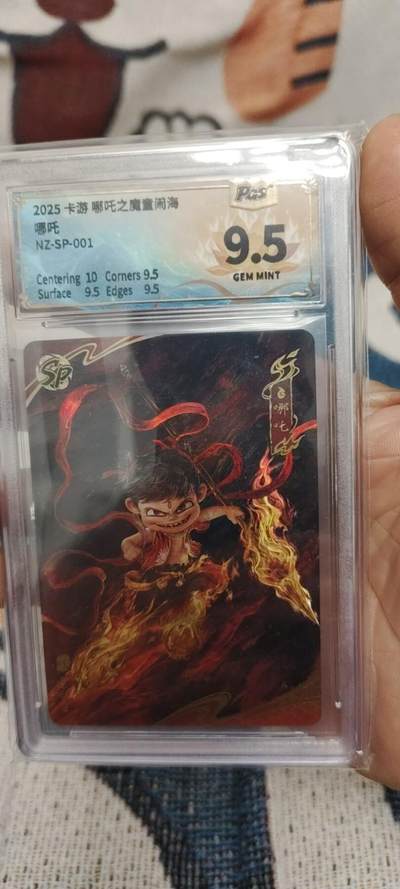 2025 卡游 哪吒之魔童闹海
哪吒
NZ-SP-001
Centering 10 Corners 9.5
Surface 9.5 Edges 9.5
9.5
GEM MINT
SP
哪吒